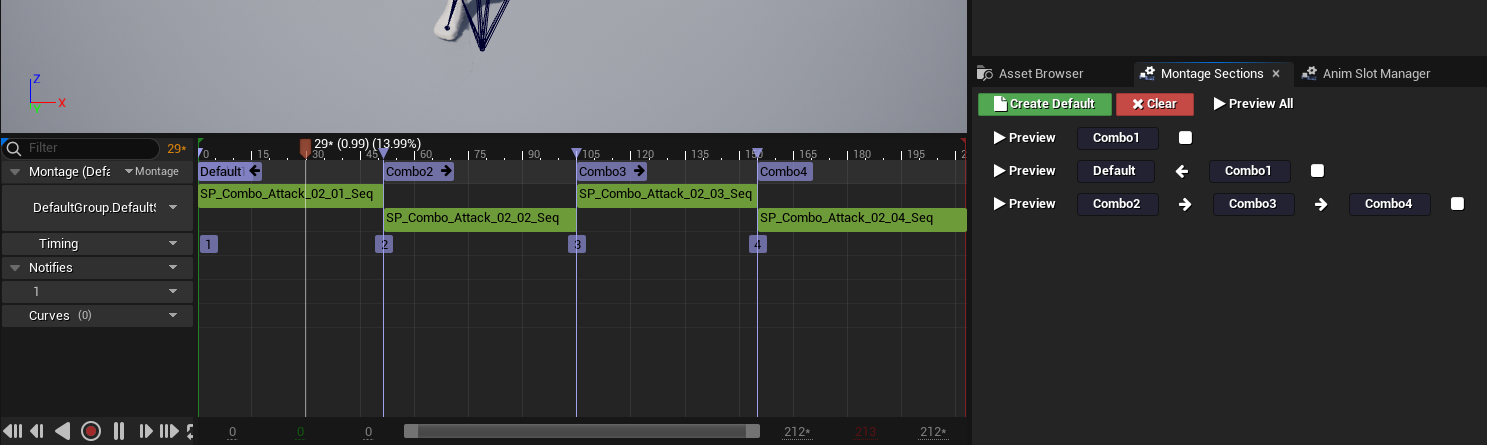 Z
X
Asset Browser
Montage Sections ×
Anim Slot Manager
Create Default
Clear
Preview All
Preview Combo1
Preview Default Combo1
Preview Combo2 Combo3 Combo4
Filter 29*
29* (0.99) (13.99%)
0 15 30 45 60 75 90 105 120 135 150 165 180 195 2
Montage (Defa Montage
Default Combo2 Combo3 Combo4
SP_Combo_Attack_02_01_Seq SP_Combo_Attack_02_03_Seq
DefaultGroup.DefaultS
SP_Combo_Attack_02_02_Seq SP_Combo_Attack_02_04_Seq
Timing 1 2 3 4
Notifies
1
Curves (0)
0 0 0 212* 213 212*